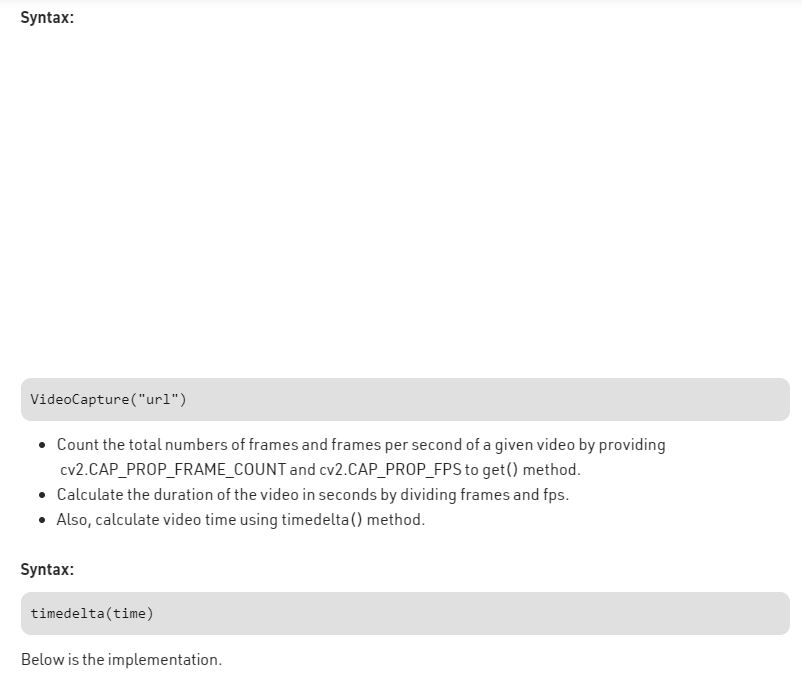 Syntax:
VideoCapture("url")
• Count the total numbers of frames and frames per second of a given video by providing
cv2.CAP_PROP_FRAME_COUNT and cv2.CAP_PROP_FPS to get() method.
• Calculate the duration of the video in seconds by dividing frames and fps.
• Also, calculate video time using timedelta() method.
Syntax:
timedelta(time)
Below is the implementation.